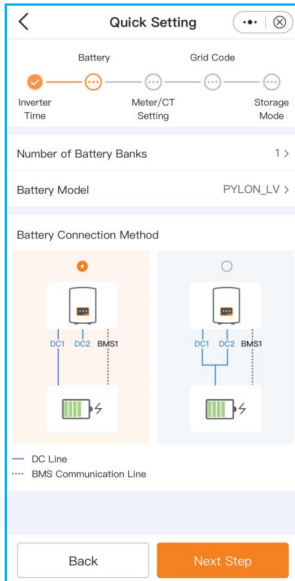 Quick Setting
Battery
Grid Code
Inverter Time
Meter/CT Setting
Storage Mode
Number of Battery Banks 1 >
Battery Model PYLON_LV >
Battery Connection Method
DC1 DC2 BMS1
DC1 DC2 BMS1
DC Line
BMS Communication Line
Back
Next Step